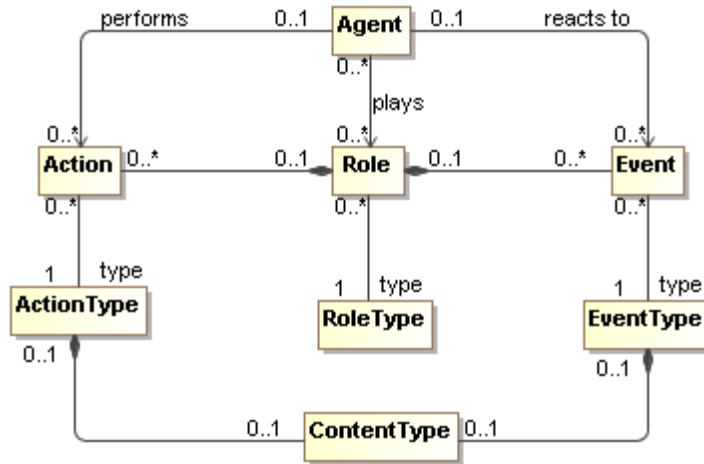 performs 0..1 Agent 0..1 reacts to
0..*
plays
0..* 0..* 0..*
Action 0..* 0..1 Role 0..1 0..* Event
0..* 0..* 0..*
1 type 1 type 1 type
ActionType RoleType EventType
0..1 0..1
0..1 ContentType 0..1